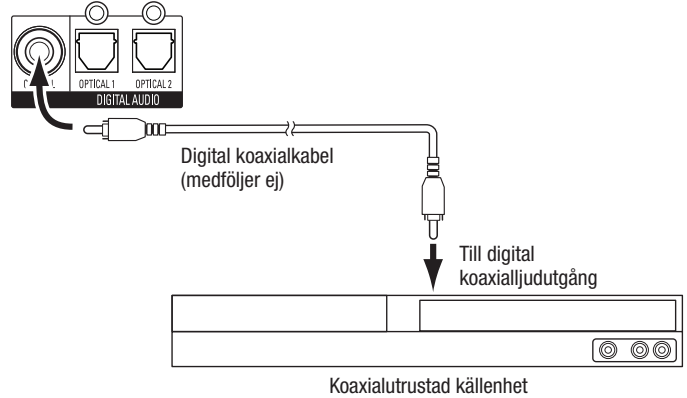 OPTICAL 1 OPTICAL 2
DIGITAL AUDIO
Digital koaxialkabel
(medföljer ej)
Till digital
koaxialljudutgång
Koaxialutrustad källenhet